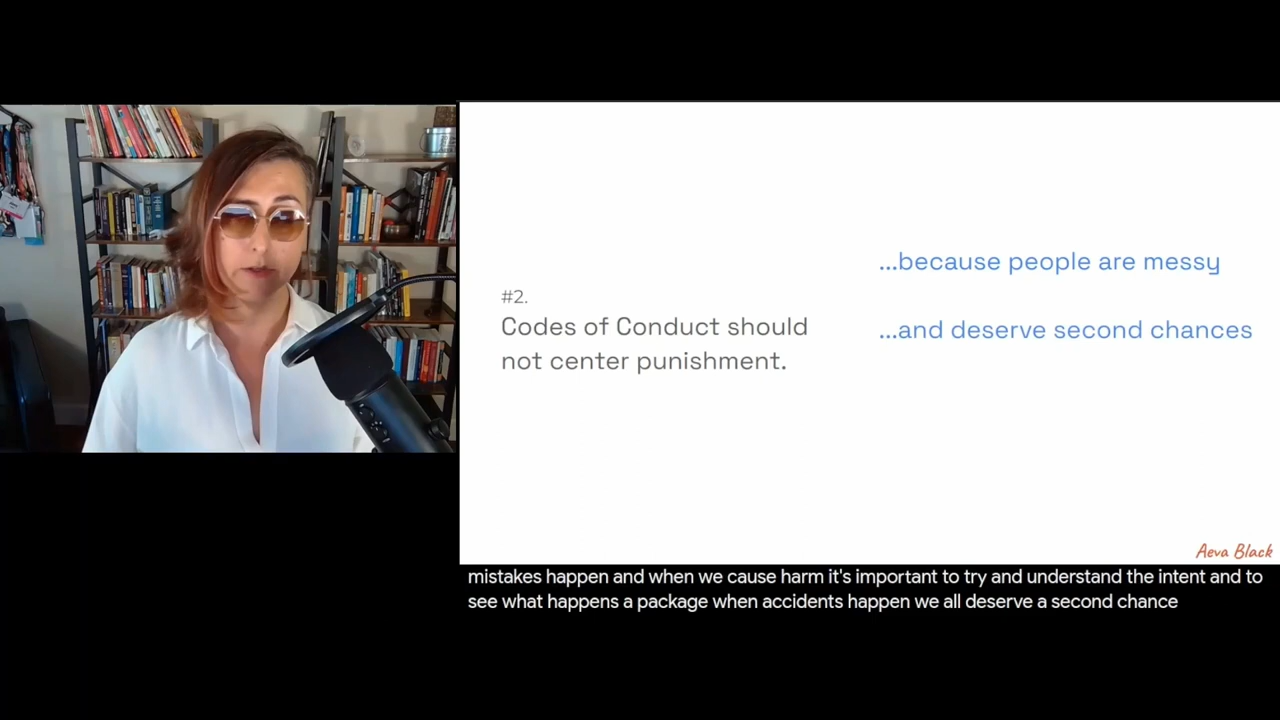 #2.
Codes of Conduct should
not center punishment.
...because people are messy
...and deserve second chances
Aeva Black
mistakes happen and when we cause harm it's important to try and understand the intent and to
see what happens a package when accidents happen we all deserve a second chance